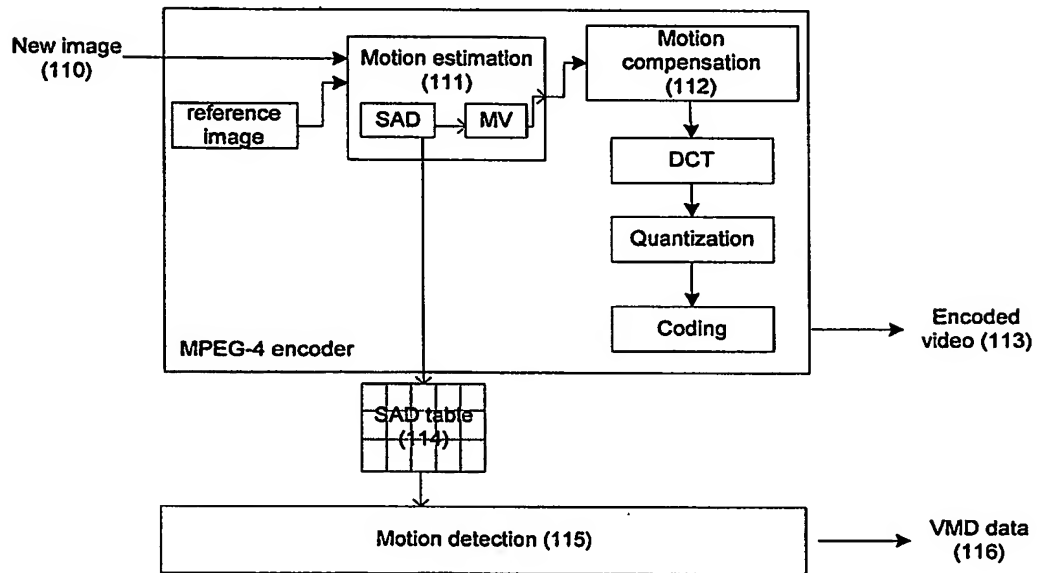 New image
(110)
reference
image
Motion estimation
(111)
SAD
MV
Motion
compensation
(112)
DCT
Quantization
Coding
MPEG-4 encoder
Encoded
video (113)
SAD table
(114)
Motion detection (115)
VMD data
(116)